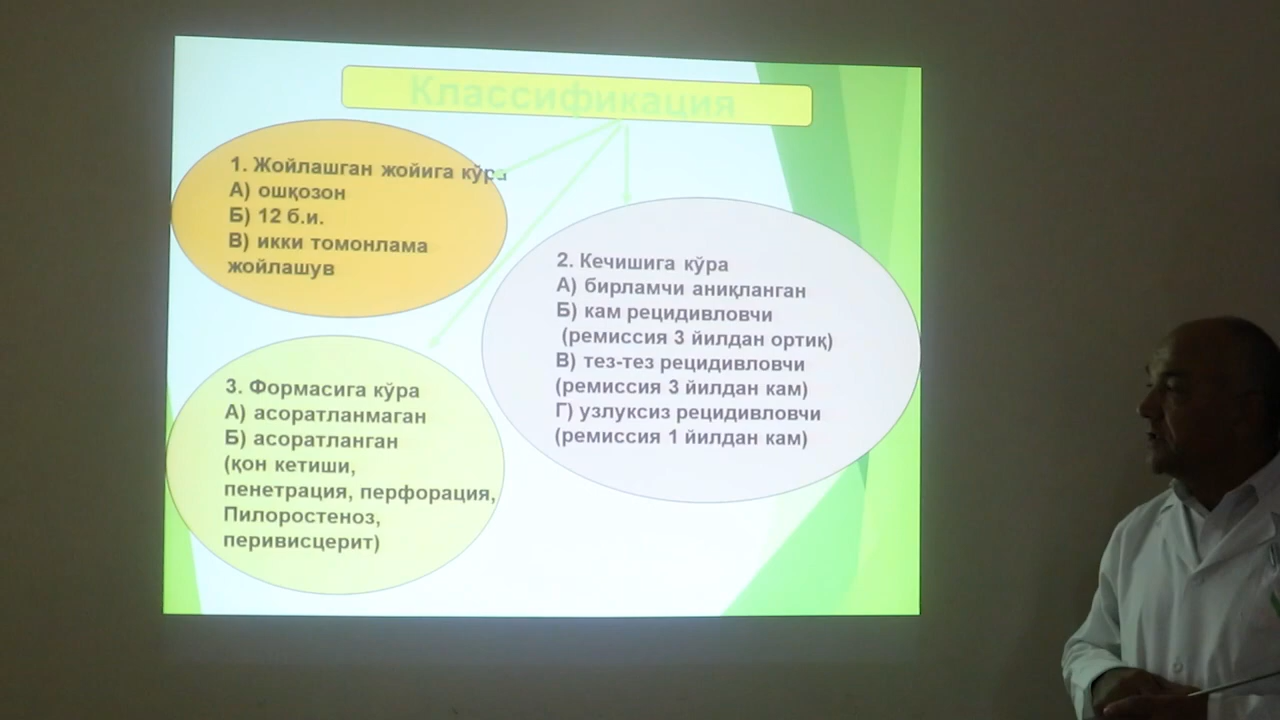 Классификация
1. Жойлашган жойига кўра
А) ошқозон
Б) 12 б.и.
В) икки томонлама
жойлашув
2. Кечишига кўра
А) бирламчи аниқланган
Б) кам рецидивловчи
(ремиссия 3 йилдан ортиқ)
В) тез-тез рецидивловчи
(ремиссия 3 йилдан кам)
Г) узлуксиз рецидивловчи
(ремиссия 1 йилдан кам)
3. Формасига кўра
А) асоратланмаган
Б) асоратланган
(қон кетиши,
пенетрация, перфорация,
Пилоростеноз,
перивисцерит)